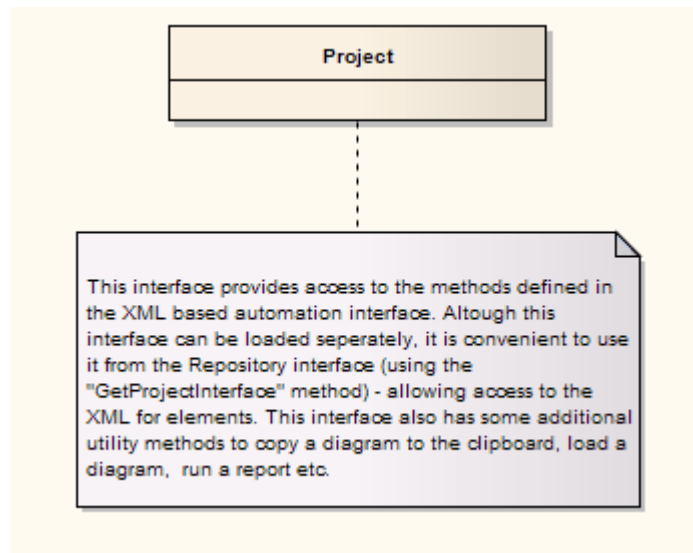 Project
This interface provides access to the methods defined in
the XML based automation interface. Altough this
interface can be loaded seperately, it is convenient to use
it from the Repository interface (using the
"GetProjectInterface" method) - allowing access to the
XML for elements. This interface also has some additional
utility methods to copy a diagram to the clipboard, load a
diagram,  run a report etc.